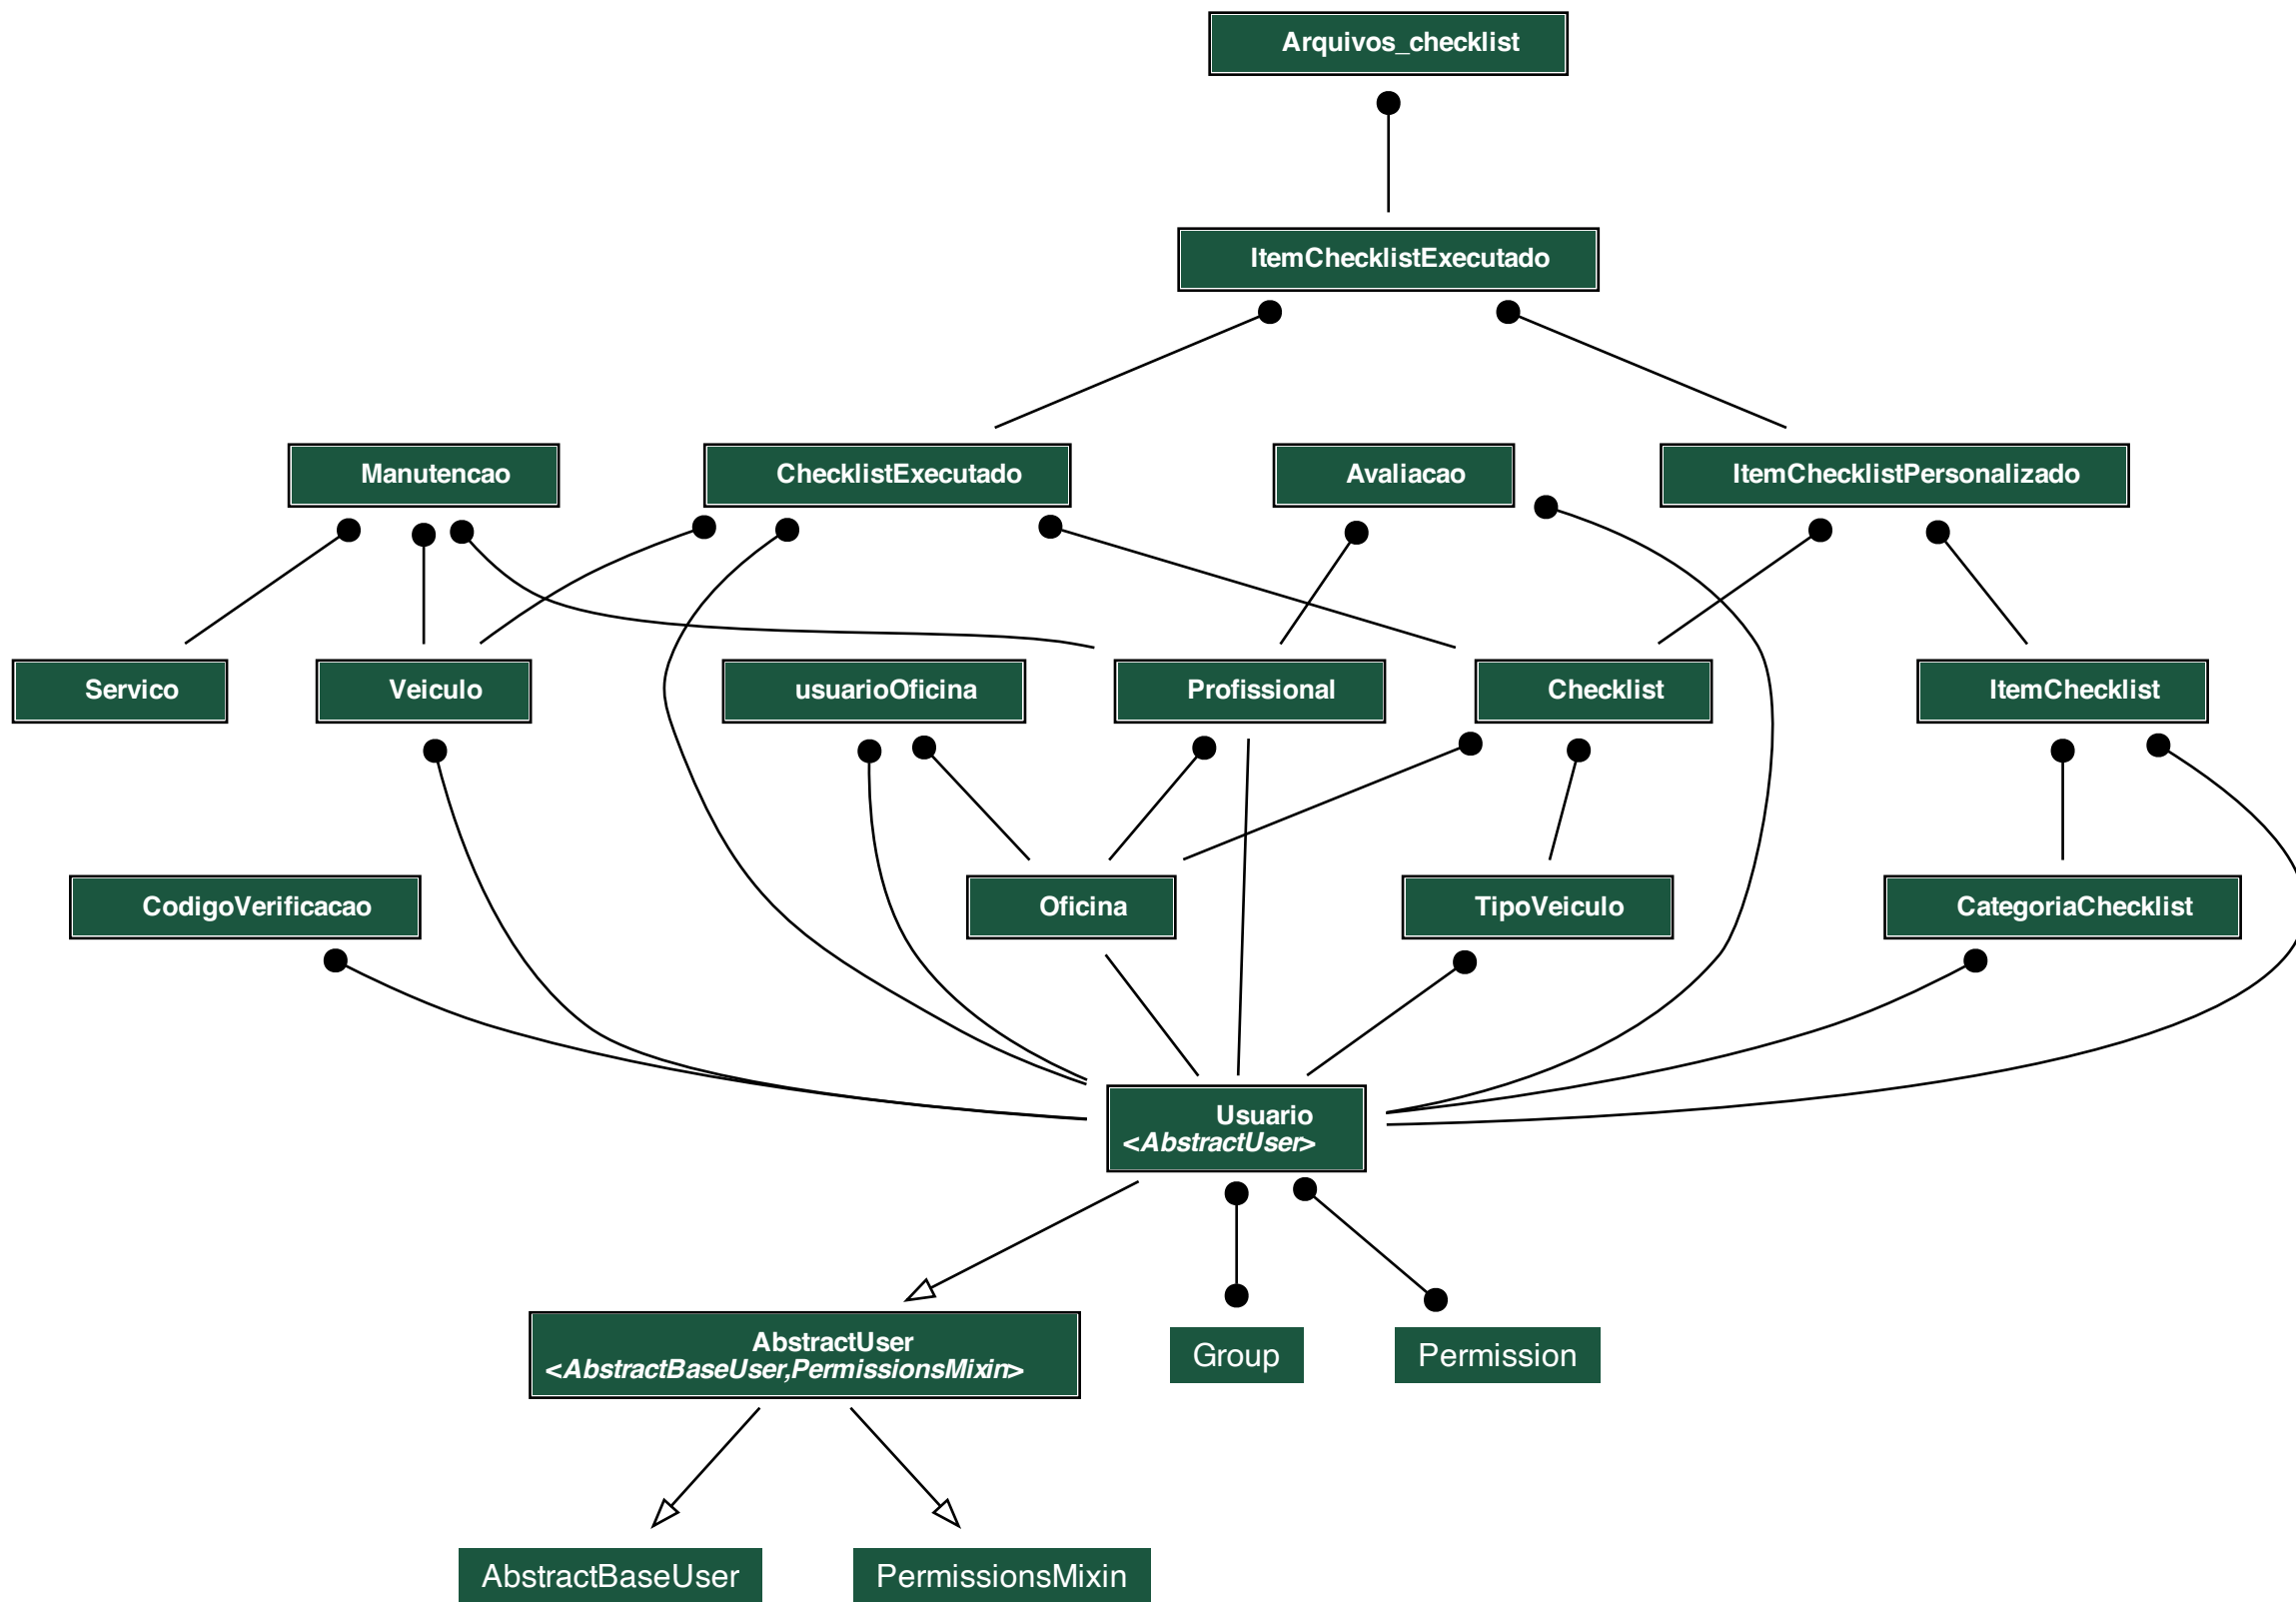 Arquivos_checklist
ItemChecklistExecutado
Manutencao
ChecklistExecutado
Avaliacao
ItemChecklistPersonalizado
Servico
Veiculo
usuarioOficina
Profissional
Checklist
ItemChecklist
CodigoVerificacao
Oficina
TipoVeiculo
CategoriaChecklist
Usuario
<AbstractUser>
AbstractUser
<AbstractBaseUser,PermissionsMixin>
Group
Permission
AbstractBaseUser
PermissionsMixin